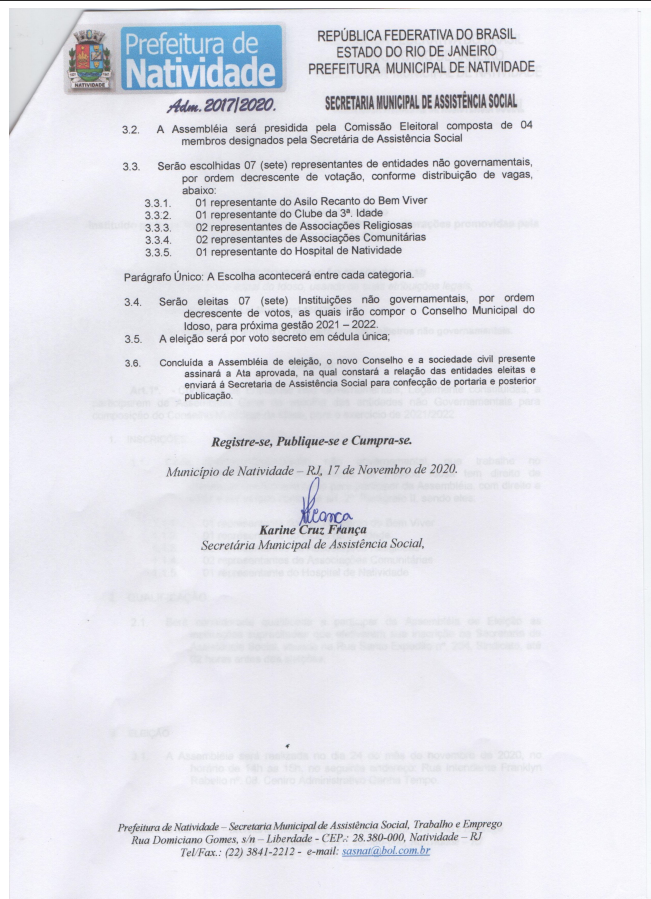 REPÚBLICA FEDERATIVA DO BRASIL
ESTADO DO RIO DE JANEIRO
PREFEITURA MUNICIPAL DE NATIVIDADE
Prefeitura de
Natividade
NATIVIDADE
Adm. 2017/2020.
SECRETARIA MUNICIPAL DE ASSISTÊNCIA SOCIAL
3.2. A Assembléia será presidida pela Comissão Eleitoral composta de 04
membros designados pela Secretária de Assistência Social
3.3. Serão escolhidas 07 (sete) representantes de entidades não governamentais,
por ordem decrescente de votação, conforme distribuição de vagas,
abaixo:
3.3.1. 01 representante do Asilo Recanto do Bem Viver
3.3.2. 01 representante do Clube da 3ª. Idade
3.3.3. 02 representantes de Associações Religiosas
3.3.4. 02 representantes de Associações Comunitárias
3.3.5. 01 representante do Hospital de Natividade
Parágrafo Único: A Escolha acontecerá entre cada categoria.
3.4. Serão eleitas 07 (sete) Instituições não governamentais, por ordem
decrescente de votos, as quais irão compor o Conselho Municipal do
Idoso, para próxima gestão 2021 – 2022.
3.5. A eleição será por voto secreto em cédula única;
3.6. Concluída a Assembléia de eleição, o novo Conselho e a sociedade civil presente
assinará a Ata aprovada, na qual constará a relação das entidades eleitas e
enviará á Secretaria de Assistência Social para confecção de portaria e posterior
publicação.
Registre-se, Publique-se e Cumpra-se.
Município de Natividade – RJ, 17 de Novembro de 2020.
Karine Cruz França
Secretária Municipal de Assistência Social,
Prefeitura de Natividade – Secretaria Municipal de Assistência Social, Trabalho e Emprego
Rua Domiciano Gomes, s/n – Liberdade - CEP.: 28.380-000, Natividade – RJ
Tel/Fax.: (22) 3841-2212 - e-mail: sasnat@bol.com.br